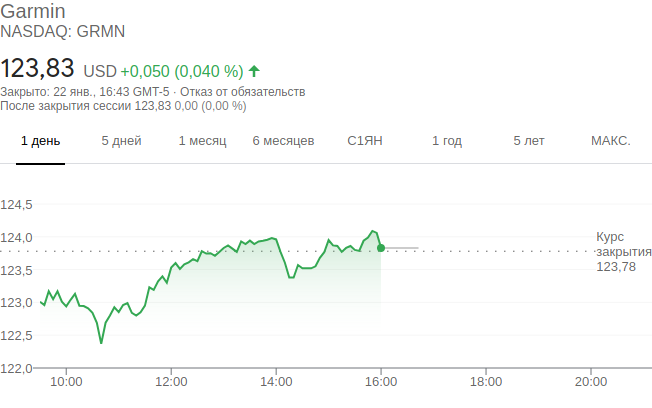 Garmin
NASDAQ: GRMN
123,83 USD +0,050 (0,040 %)
Закрыто: 22 янв., 16:43 GMT-5 · Отказ от обязательств
После закрытия сессии 123,83 0,00 (0,00 %)
1 день 5 дней 1 месяц 6 месяцев С1ЯН 1 год 5 лет МАКС.
124,5
124,0
123,5
123,0
122,5
122,0
Курс
закрытия
123,78
10:00 12:00 14:00 16:00 18:00 20:00